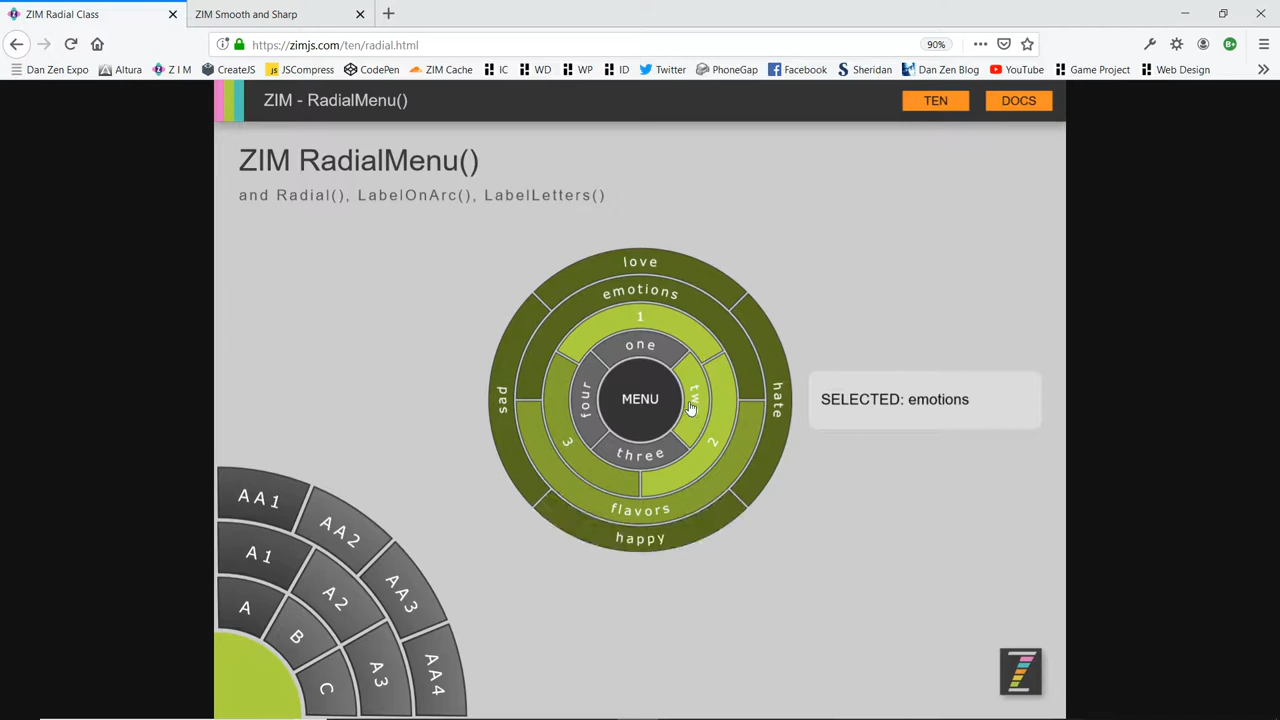 ZIM Radial Class
ZIM Smooth and Sharp
https://zimjs.com/ten/radial.html
90%
Dan Zen Expo
Altura
Z I M
CreateJS
JSCompress
CodePen
ZIM Cache
IC
WD
WP
ID
Twitter
PhoneGap
Facebook
Sheridan
Dan Zen Blog
YouTube
Game Project
Web Design
ZIM - RadialMenu()
TEN
DOCS
ZIM RadialMenu()
and Radial(), LabelOnArc(), LabelLetters()
love
emotions
1
one
sad
four
MENU
tw
hate
3
2
three
flavors
happy
SELECTED: emotions
AA1
AA2
AA3
AA4
A1
A2
A3
A
B
C